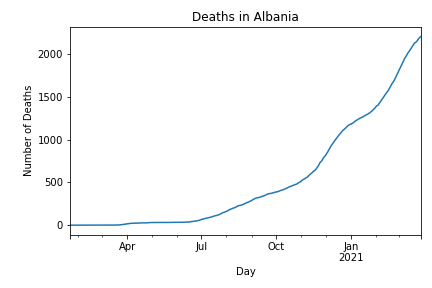 Deaths in Albania
Number of Deaths
2000
1500
1000
500
0
Apr
Jul
Oct
Jan
2021
Day